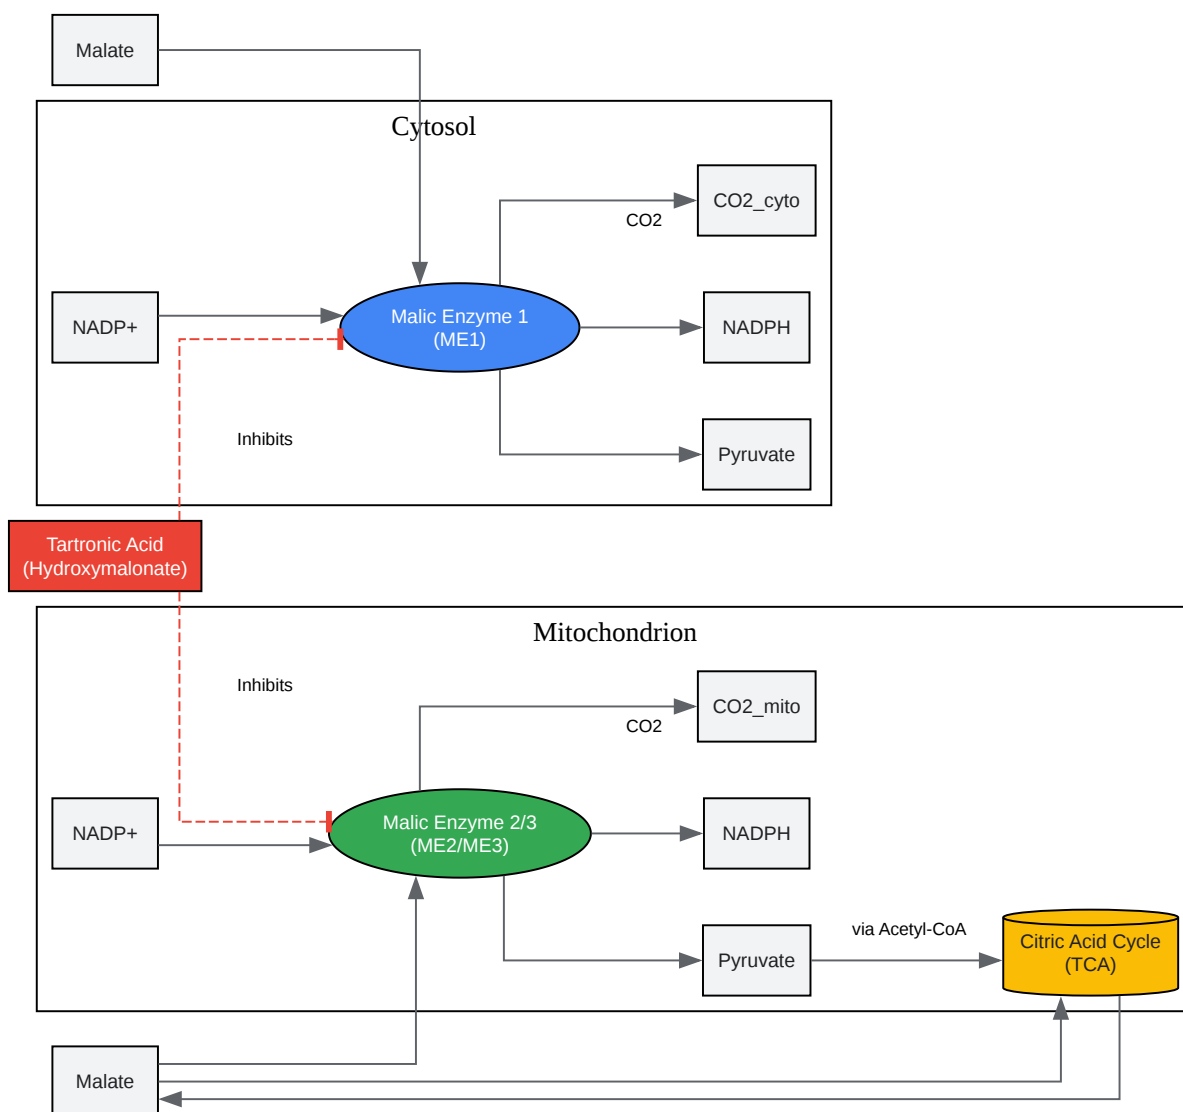 Malate
Cytosol
CO2_cyto
CO2
NADP+
Malic Enzyme 1
(ME1)
NADPH
Inhibits
Pyruvate
Tartronic Acid
(Hydroxymalonate)
Mitochondrion
Inhibits
CO2_mito
CO2
NADP+
Malic Enzyme 2/3
(ME2/ME3)
NADPH
Pyruvate
via Acetyl-CoA
Citric Acid Cycle
(TCA)
Malate